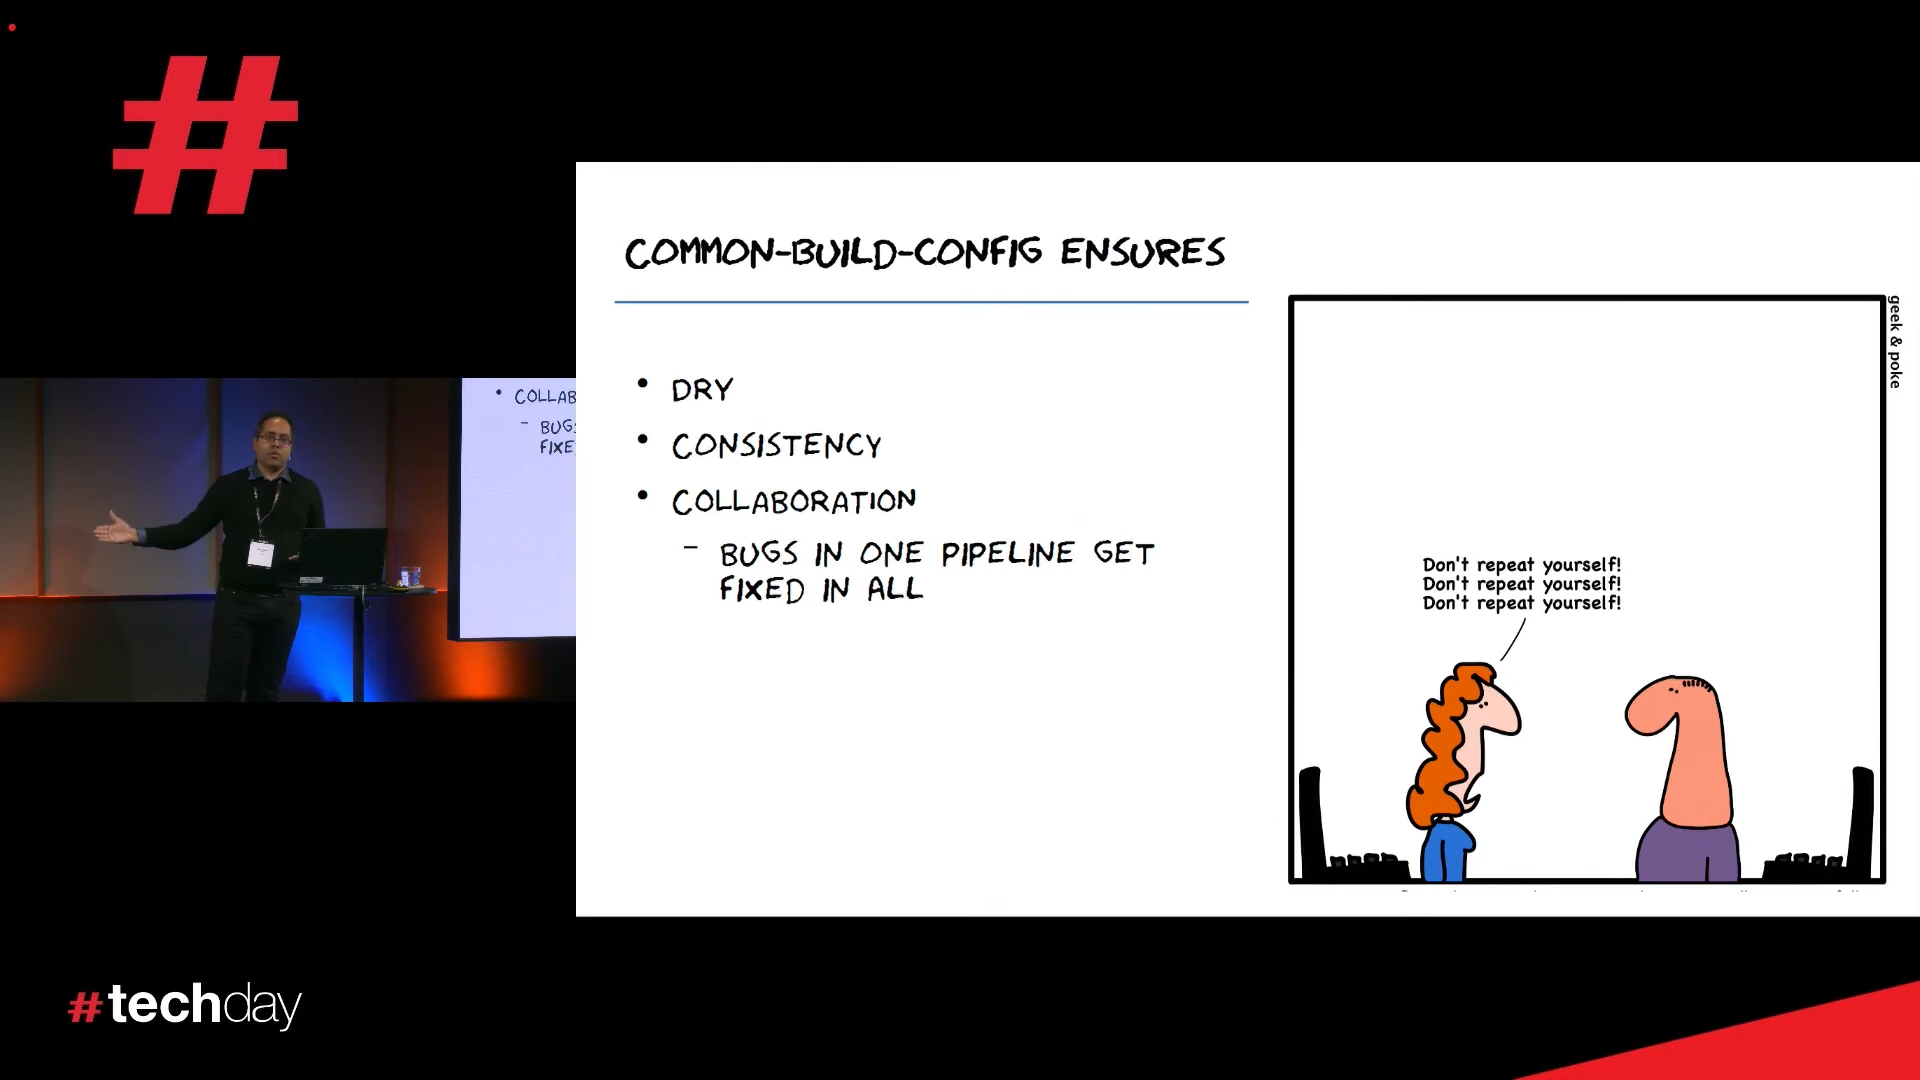 #
COMMON-BUILD-CONFIG ENSURES
• DRY
• CONSISTENCY
• COLLABORATION
– BUGS IN ONE PIPELINE GET
FIXED IN ALL
geek & poke
Don't repeat yourself!
Don't repeat yourself!
Don't repeat yourself!
• COLLAB
– BUGS
FIXE
#techday